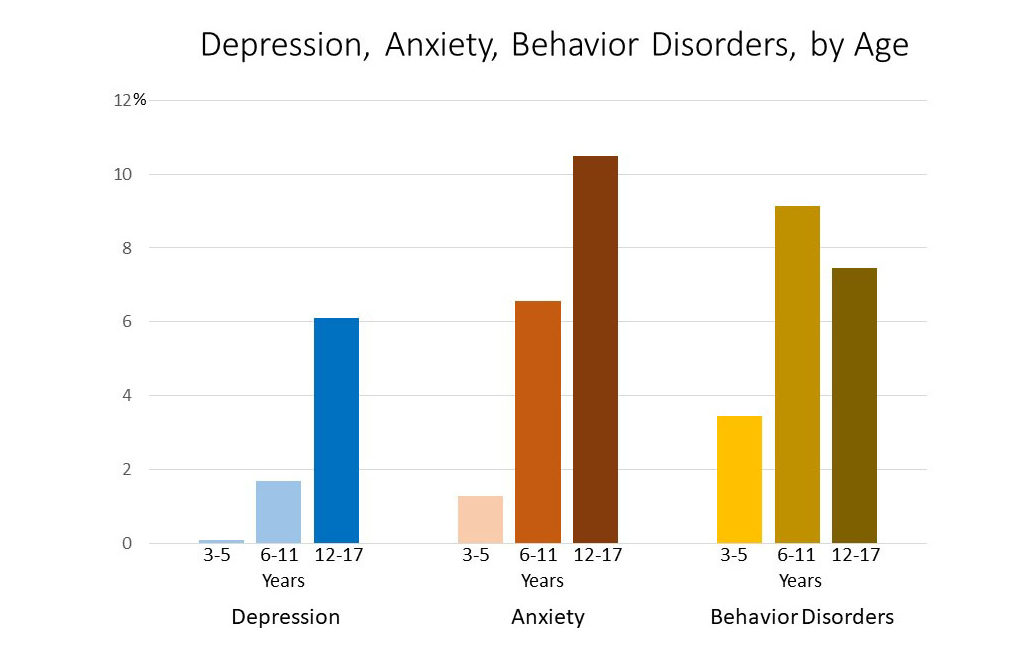 Depression, Anxiety, Behavior Disorders, by Age
12%
10
8
6
4
2
0
3-5 6-11 12-17 3-5 6-11 12-17 3-5 6-11 12-17
Years Years Years
Depression Anxiety Behavior Disorders